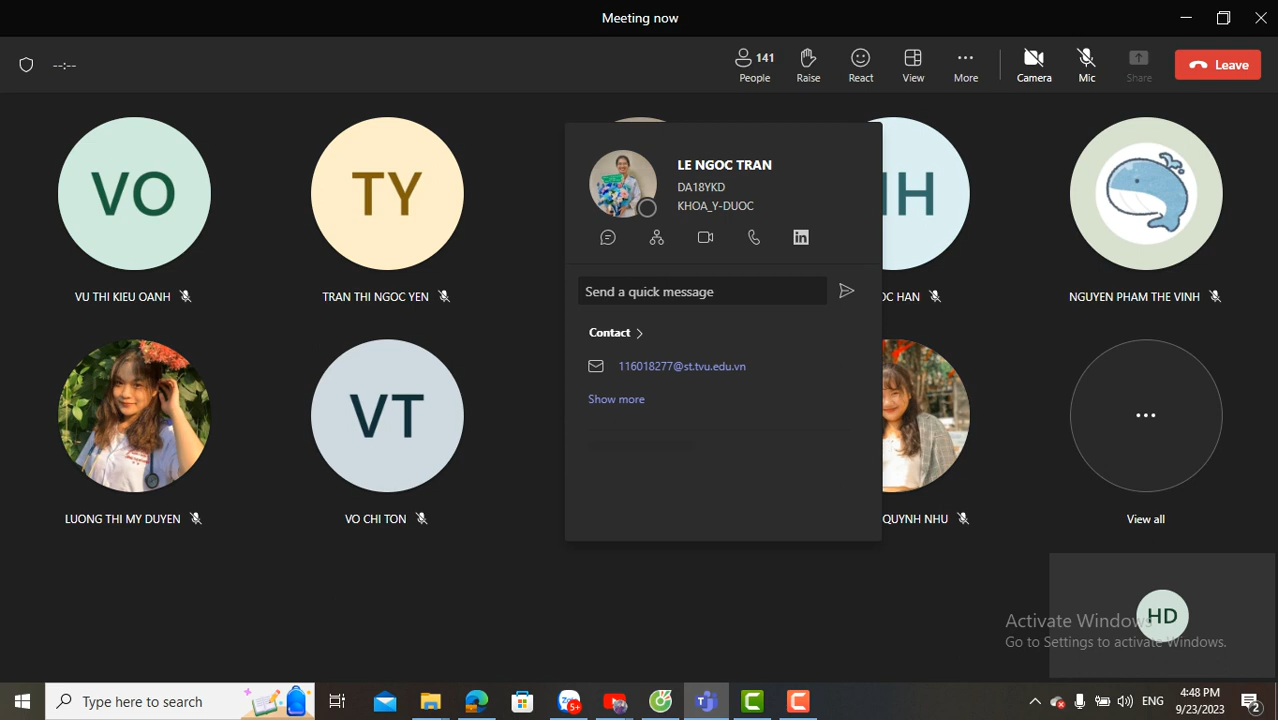 Meeting now
--:--
141
People
Raise
React
View
More
Camera
Mic
Share
Leave
VO
TY
IH
VU THI KIEU OANH
TRAN THI NGOC YEN
OC HAN
NGUYEN PHAM THE VINH
LE NGOC TRAN
DA18YKD
KHOA_Y-DUOC
Send a quick message
Contact
116018277@st.tvu.edu.vn
Show more
VT
LUONG THI MY DUYEN
VO CHI TON
QUYNH NHU
View all
HD
Activate Windows
Go to Settings to activate Windows.
Type here to search
5+
ENG
4:48 PM
9/23/2023
2